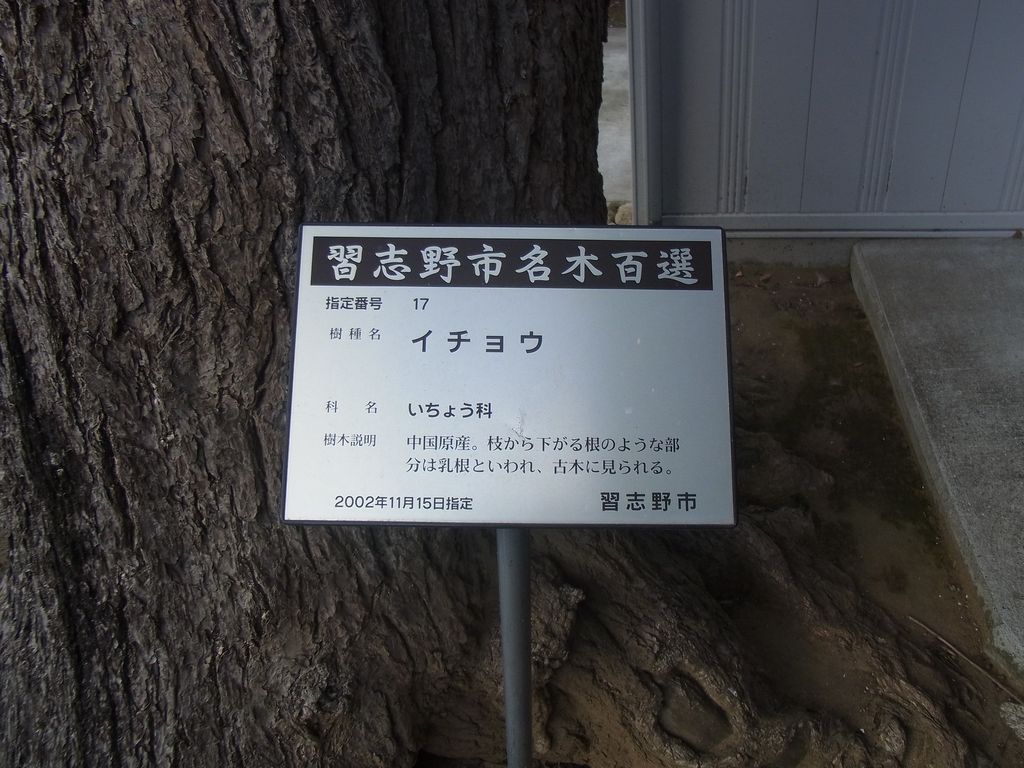 習志野市名木百選
指定番号 17
樹種名 イチョウ
科名 いちょう科
樹木説明 中国原産。枝から下がる根のような部
分は乳根といわれ、古木に見られる。
2002年11月15日指定 習志野市